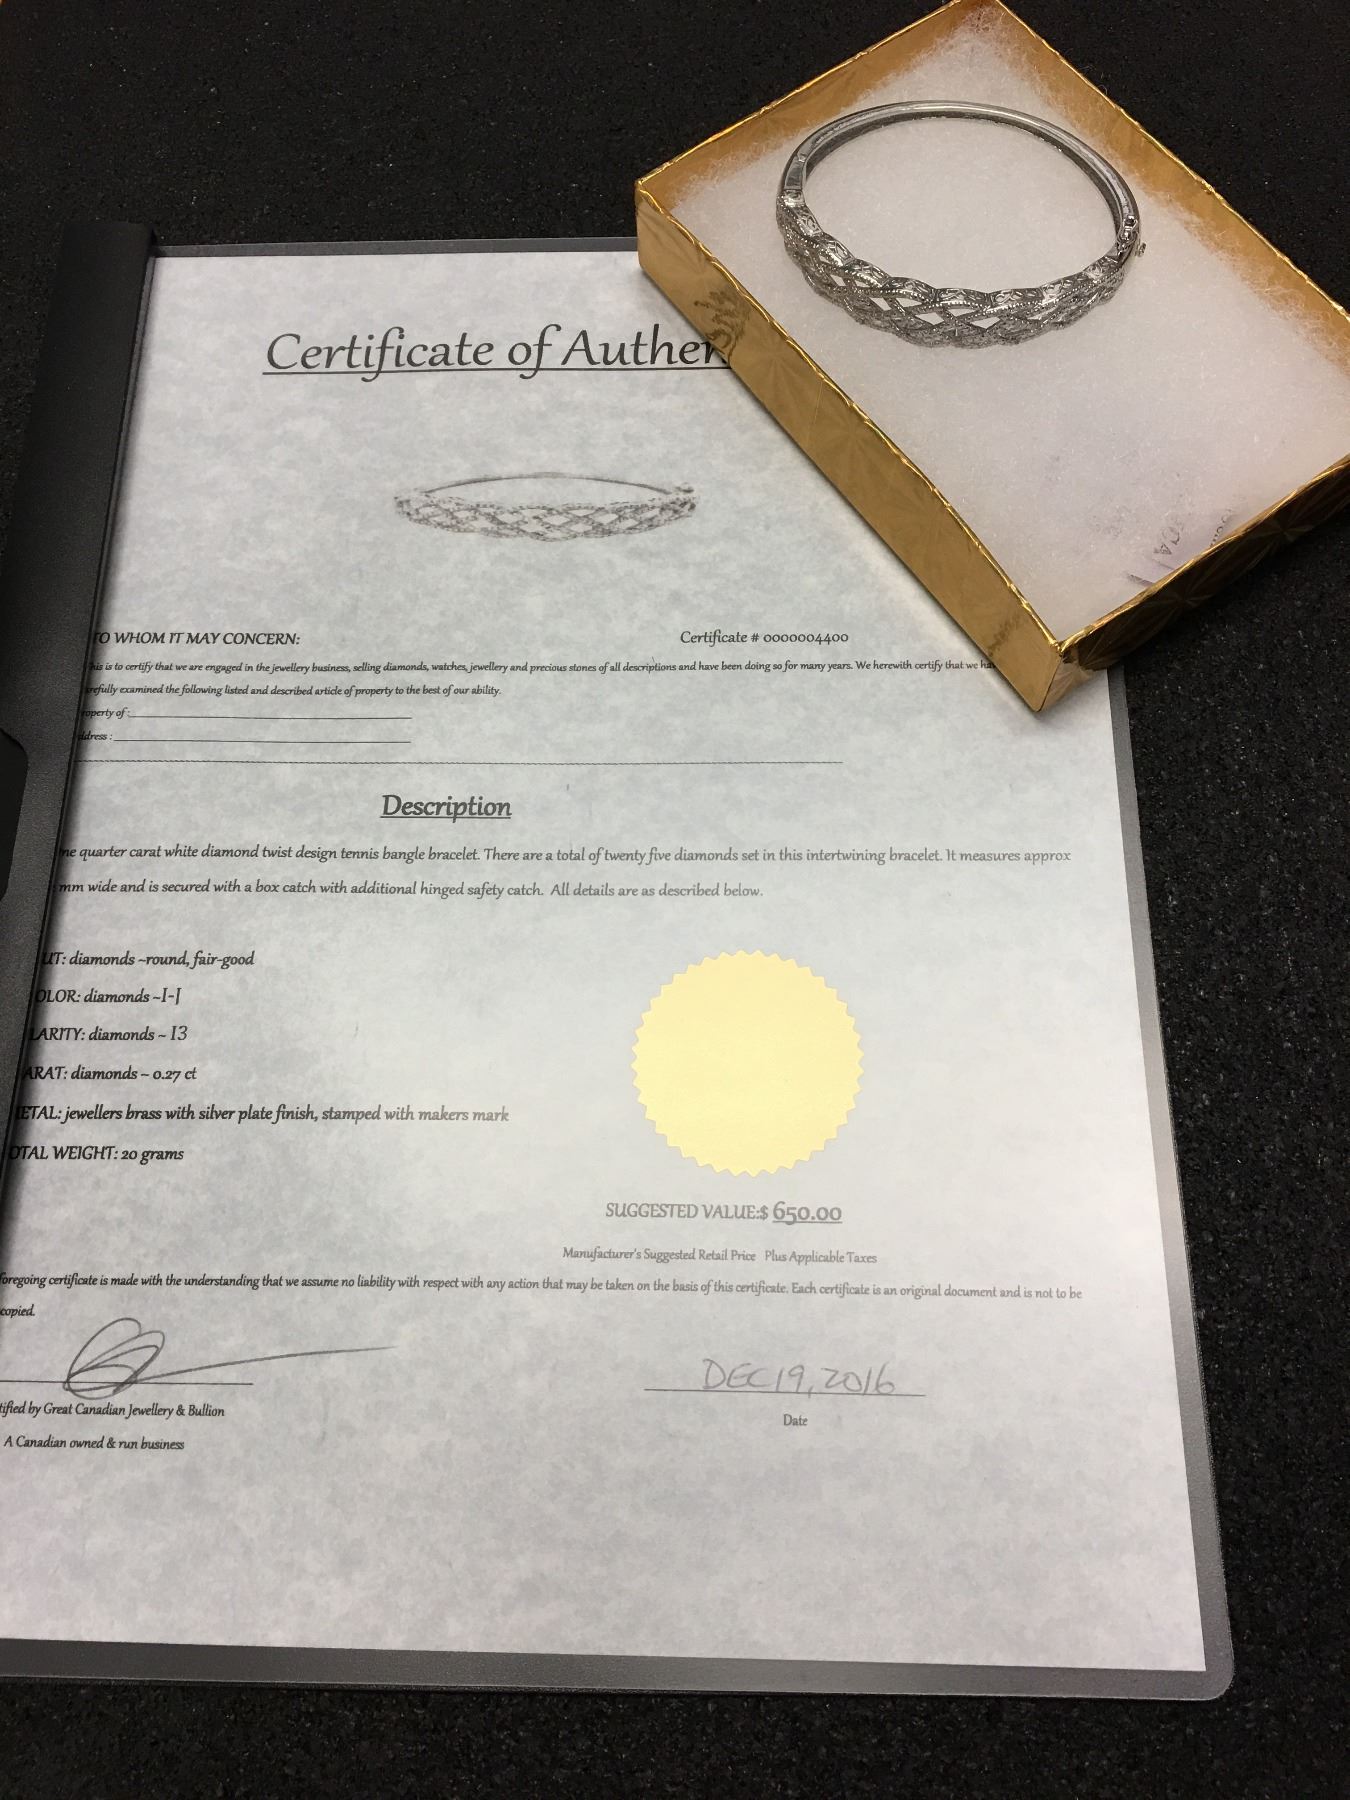 Certificate of Authen
TO WHOM IT MAY CONCERN:
Certificate # 0000004400
his is to certify that we are engaged in the jewellery business, selling diamonds, watches, jewellery and precious stones of all descriptions and have been doing so for many years. We herewith certify that we ha
refully examined the following listed and described article of property to the best of our ability.
operty of:
ddress :
Description
ne quarter carat white diamond twist design tennis bangle bracelet. There are a total of twenty five diamonds set in this intertwining bracelet. It measures approx
mm wide and is secured with a box catch with additional hinged safety catch. All details are as described below.
UT: diamonds ~round, fair-good
OLOR: diamonds ~I-J
LARITY: diamonds ~ I3
ARAT: diamonds ~ 0.27 ct
ETAL: jewellers brass with silver plate finish, stamped with makers mark
OTAL WEIGHT: 20 grams
SUGGESTED VALUE:$ 650.00
Manufacturer's Suggested Retail Price Plus Applicable Taxes
foregoing certificate is made with the understanding that we assume no liability with respect with any action that may be taken on the basis of this certificate. Each certificate is an original document and is not to be
copied.
DEC 19, 2016
Date
tified by Great Canadian Jewellery & Bullion
A Canadian owned & run business